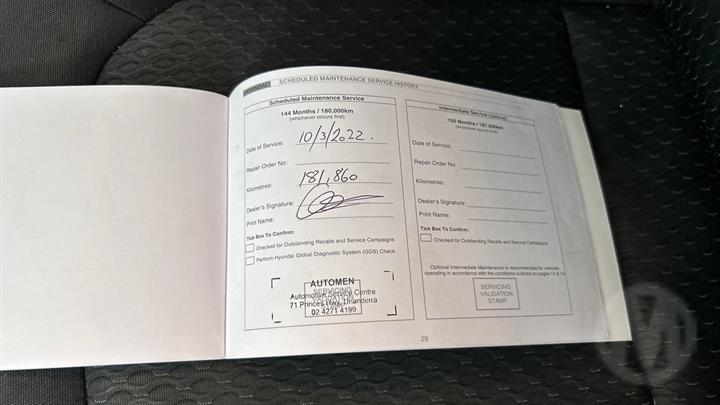 HYUNDAI SCHEDULED MAINTENANCE SERVICE HISTORY
Scheduled Maintenance Service
144 Months / 180,000km
(whichever occurs first)
Date of Service: 10/3/2022.
Repair Order No:
Kilometres: 181,860
Dealer's Signature:
Print Name:
Tick Box To Confirm:
Checked for Outstanding Recalls and Service Campaigns
Perform Hyundai Global Diagnostic System (GDS) Check
AUTOMEN
SERVICING
Automotive Service Centre
71 Princes Hwy, Unanderra
STAMP
02 4271 4199
Intermediate Service (Optional)
150 Months / 187,500km
(whichever occurs first)
Date of Service:
Repair Order No:
Kilometres:
Dealer's Signature:
Print Name:
Tick Box To Confirm:
Checked for Outstanding Recalls and Service Campaigns
Optional Intermediate Maintenance is recommended for vehicles
operating in accordance with the conditions outlined on pages 13 & 14
SERVICING
VALIDATION
STAMP
29
M